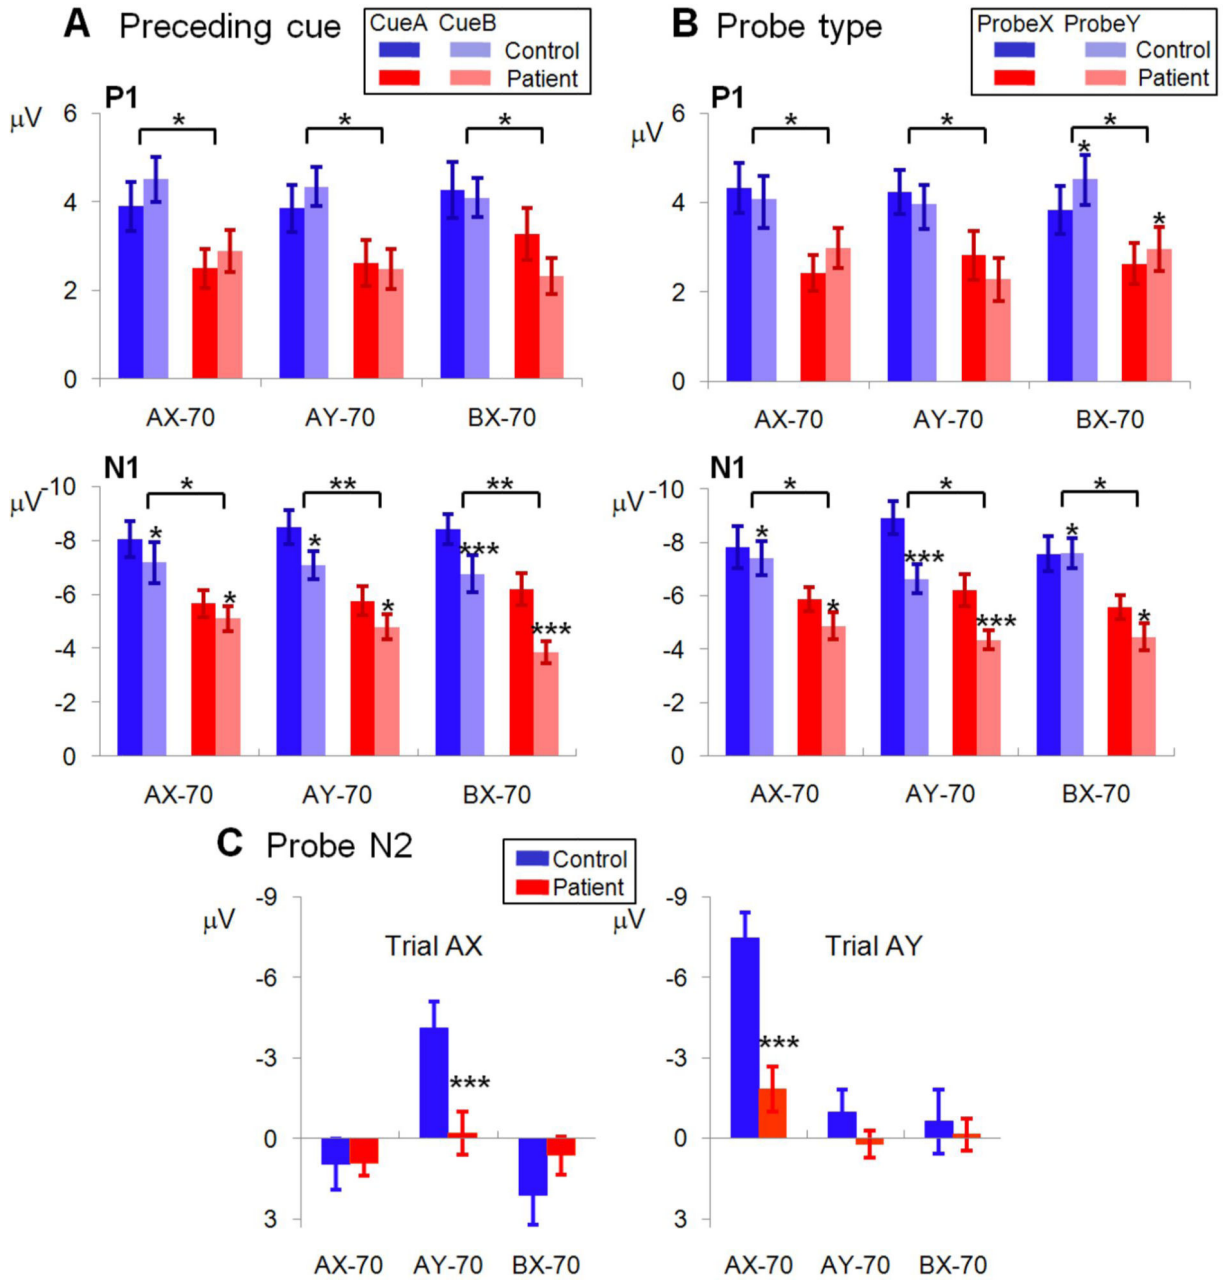 A Preceding cue
CueA CueB
Control
Patient
B Probe type
ProbeX ProbeY
Control
Patient
P1
μV
6
4
2
0
* * *
AX-70 AY-70 BX-70
P1
μV
6
4
2
0
* * *
* *
AX-70 AY-70 BX-70
N1
μV
-10
-8
-6
-4
-2
0
* ** **
* * * * *** ***
AX-70 AY-70 BX-70
N1
μV
-10
-8
-6
-4
-2
0
* * *
* * *** *** * *
AX-70 AY-70 BX-70
C Probe N2
Control
Patient
μV
-9
-6
-3
0
3
Trial AX
***
AX-70 AY-70 BX-70
μV
-9
-6
-3
0
3
Trial AY
***
AX-70 AY-70 BX-70